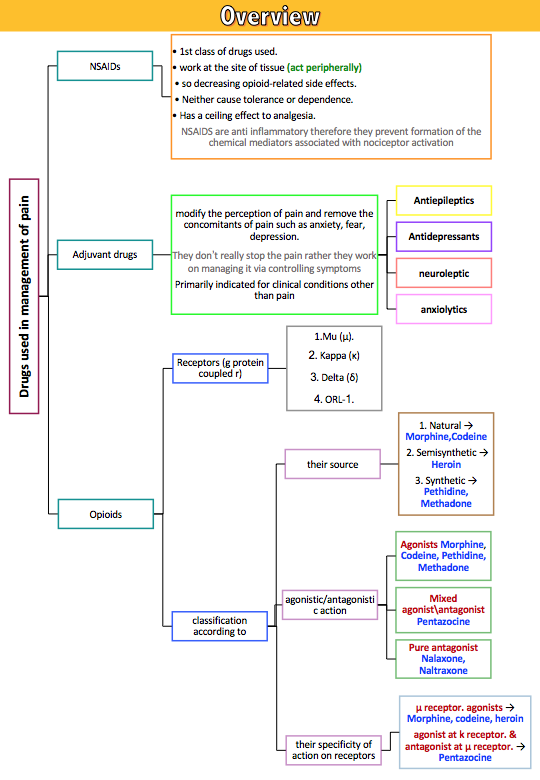 Overview
Drugs used in management of pain
NSAIDs
• 1st class of drugs used.
• work at the site of tissue (act peripherally)
• so decreasing opioid-related side effects.
• Neither cause tolerance or dependence.
• Has a ceiling effect to analgesia.
NSAIDS are anti inflammatory therefore they prevent formation of the
chemical mediators associated with nociceptor activation
Adjuvant drugs
modify the perception of pain and remove the
concomitants of pain such as anxiety, fear,
depression.
They don't really stop the pain rather they work
on managing it via controlling symptoms
Primarily indicated for clinical conditions other
than pain
Antiepileptics
Antidepressants
neuroleptic
anxiolytics
Opioids
Receptors (g protein
coupled r)
1.Mu (μ).
2. Kappa (κ)
3. Delta (δ)
4. ORL-1.
classification
according to
their source
1. Natural →
Morphine,Codeine
2. Semisynthetic →
Heroin
3. Synthetic →
Pethidine,
Methadone
agonistic/antagonisti
c action
Agonists Morphine,
Codeine, Pethidine,
Methadone
Mixed
agonist\antagonist
Pentazocine
Pure antagonist
Nalaxone,
Naltraxone
their specificity of
action on receptors
μ receptor. agonists →
Morphine, codeine, heroin
agonist at k receptor. &
antagonist at μ receptor. →
Pentazocine